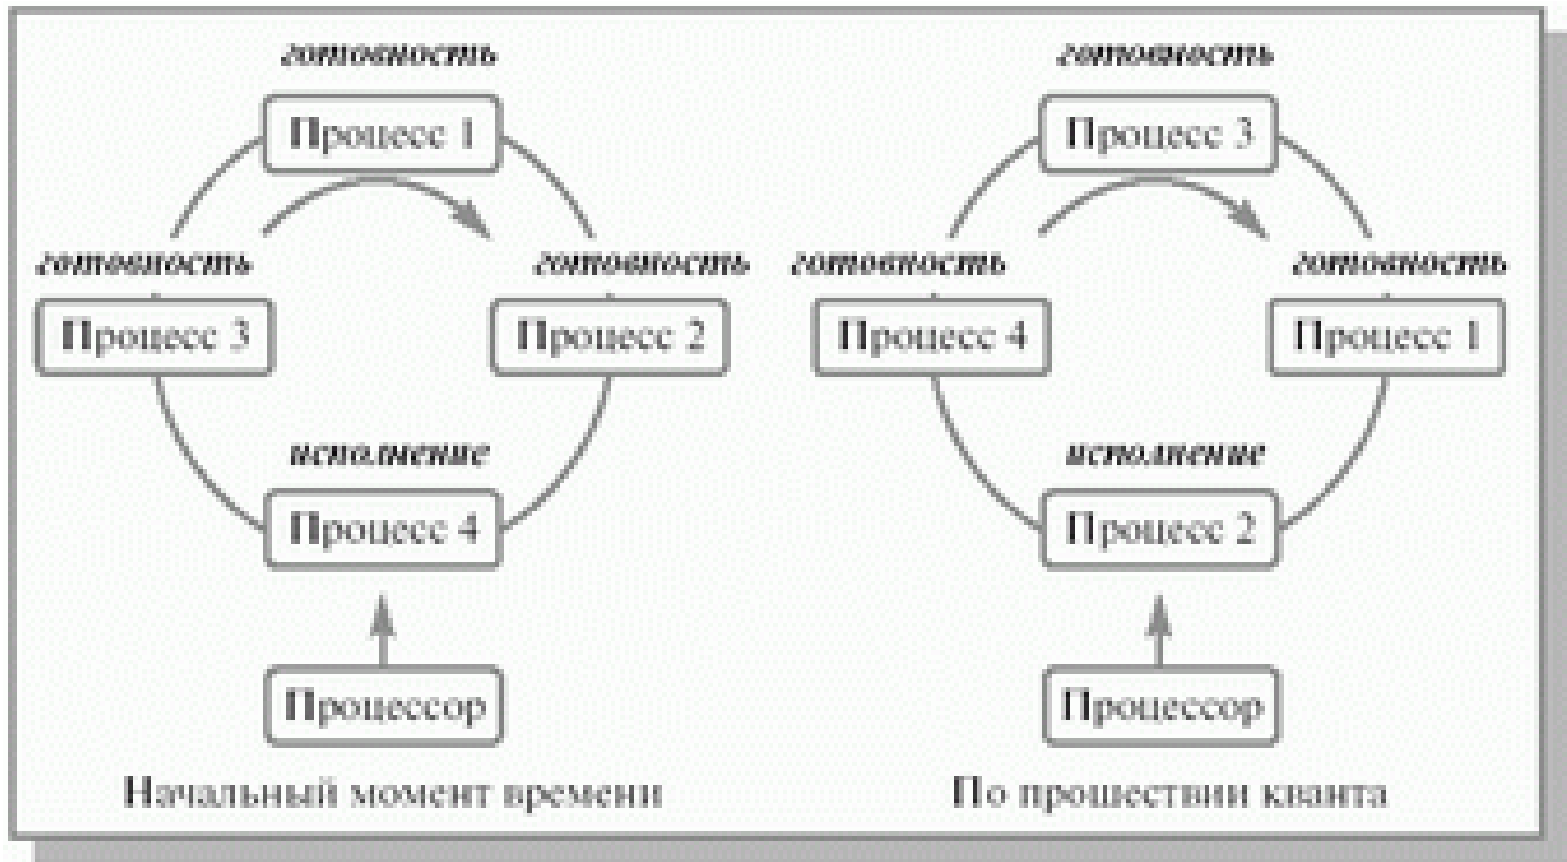 готовность
Процесс 1
готовность
готовность
Процесс 3
Процесс 2
исполнение
Процесс 4
Процессор
Начальный момент времени
готовность
Процесс 3
готовность
готовность
Процесс 4
Процесс 1
исполнение
Процесс 2
Процессор
По прошествии кванта